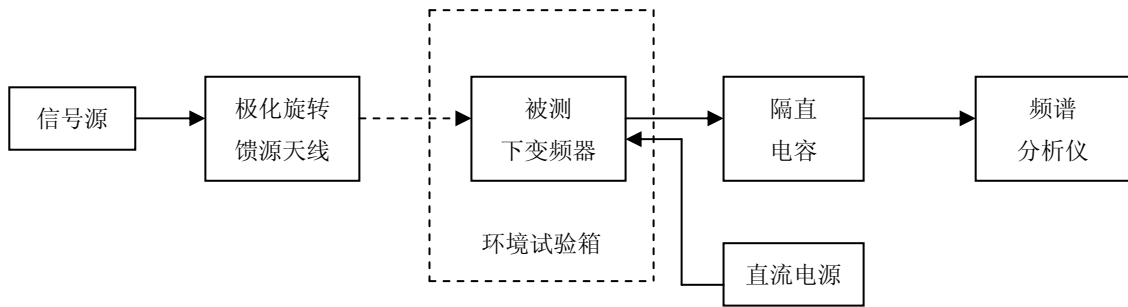 信号源
极化旋转
馈源天线
被测
下变频器
环境试验箱
隔直
电容
频谱
分析仪
直流电源